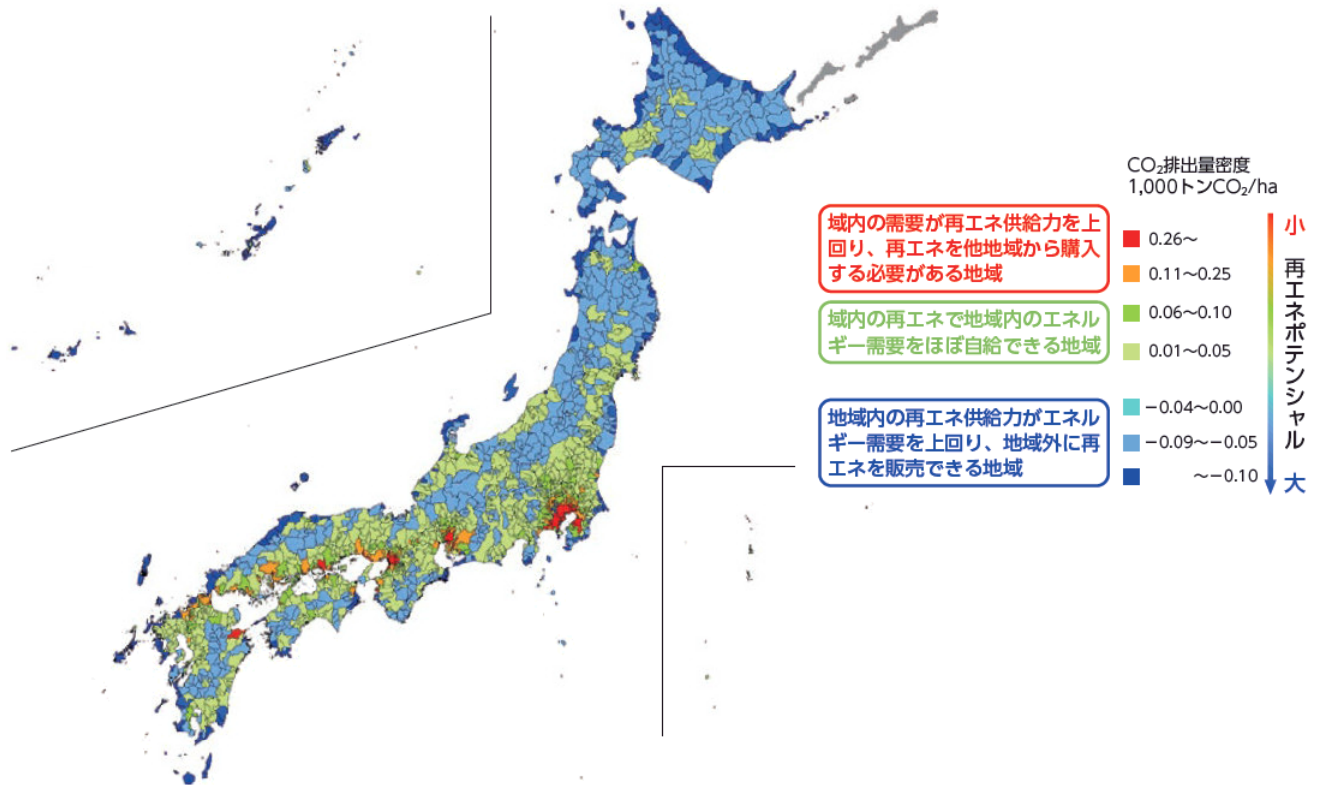 CO₂排出量密度
1,000トンCO₂/ha
域内の需要が再エネ供給力を上
回り、再エネを他地域から購入
する必要がある地域
0.26～
0.11～0.25
域内の再エネで地域内のエネル
ギー需要をほぼ自給できる地域
0.06～0.10
0.01～0.05
地域内の再エネ供給力がエネル
ギー需要を上回り、地域外に再
エネを販売できる地域
－0.04～0.00
－0.09～－0.05
～－0.10
小
再エネポテンシャル
大